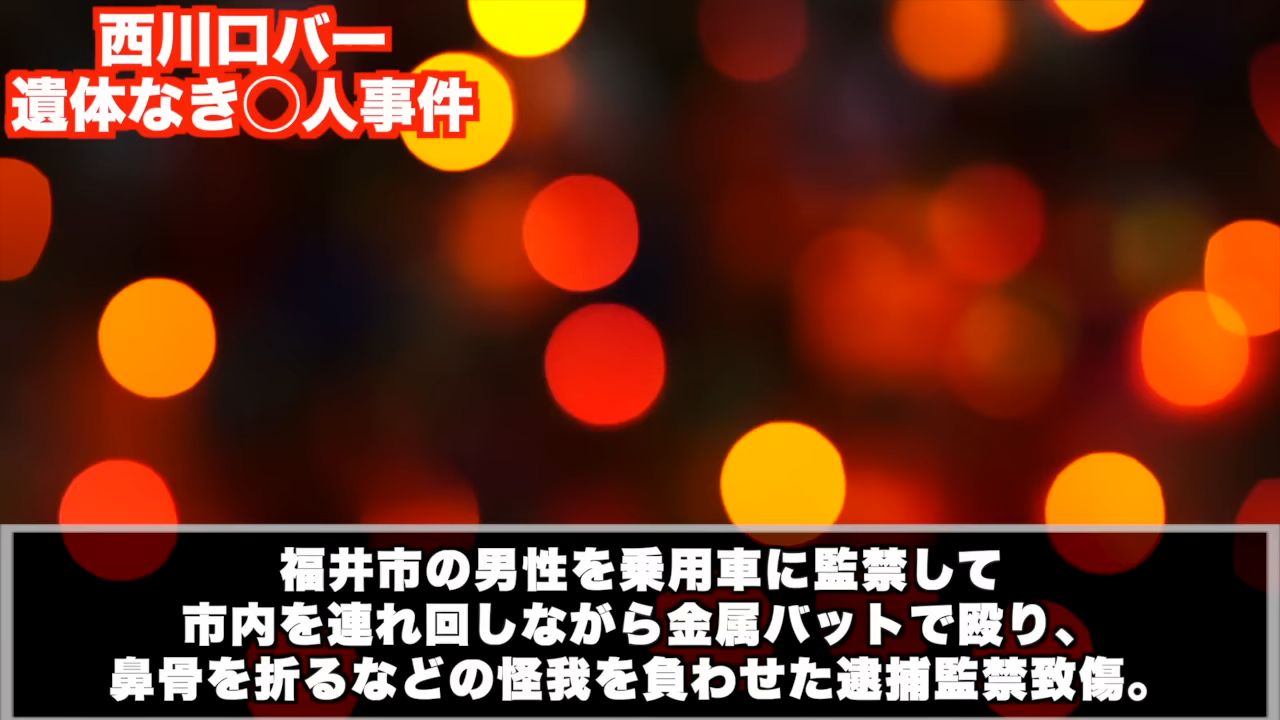 西川口バー
遺体なき◯人事件
福井市の男性を乗用車に監禁して
市内を連れ回しながら金属バットで殴り、
鼻骨を折るなどの怪我を負わせた逮捕監禁致傷。